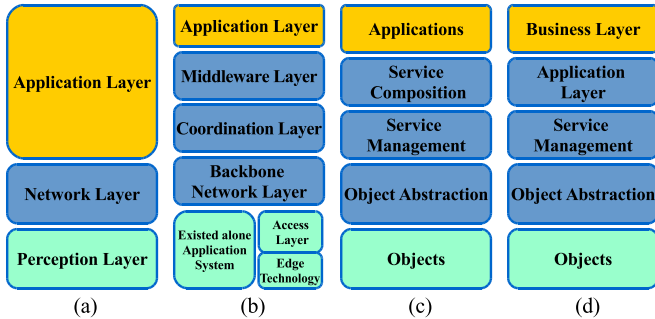 Application Layer
Network Layer
Perception Layer
(a)
Application Layer
Middleware Layer
Coordination Layer
Backbone
Network Layer
Existed alone
Application
System
Access
Layer
Edge
Technology
(b)
Applications
Service
Composition
Service
Management
Object Abstraction
Objects
(c)
Business Layer
Application
Layer
Service
Management
Object Abstraction
Objects
(d)